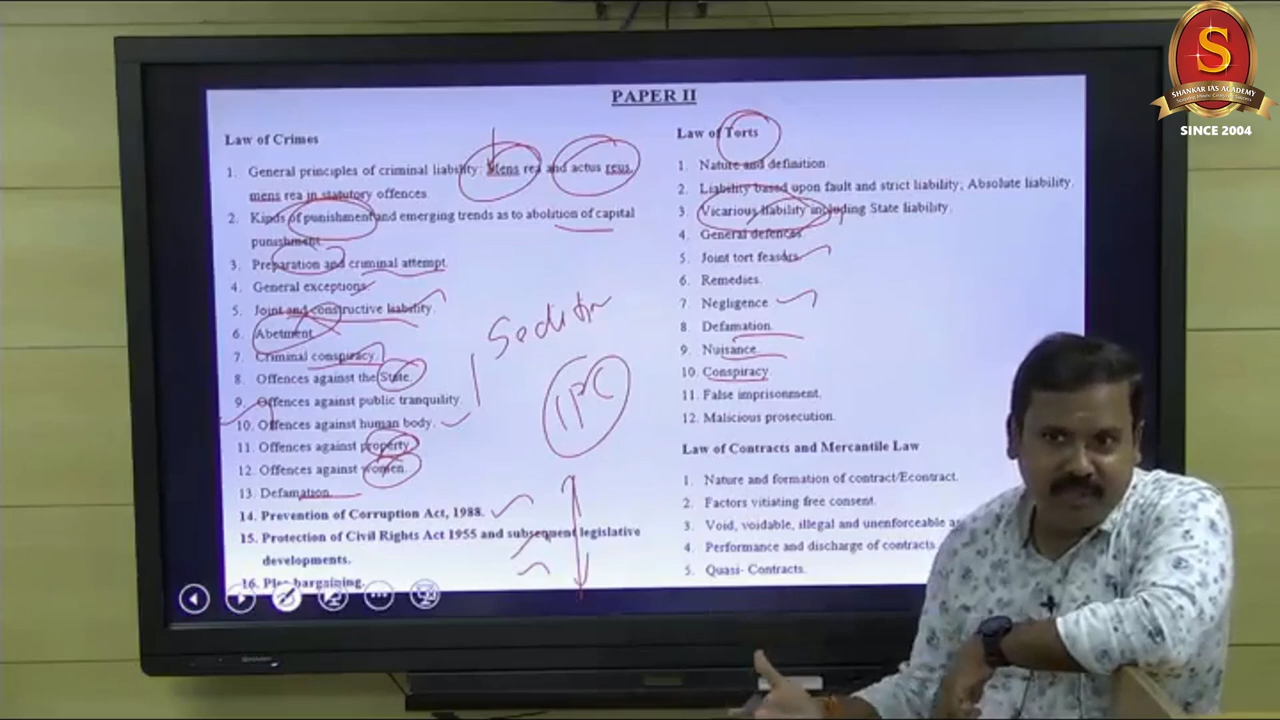 PAPER II
Law of Crimes
1. General principles of criminal liability: Mens rea and actus reus,
mens rea in statutory offences.
2. Kinds of punishment and emerging trends as to abolition of capital
punishment.
3. Preparation and criminal attempt.
4. General exceptions.
5. Joint and constructive liability.
6. Abetment.
7. Criminal conspiracy.
8. Offences against the State.
9. Offences against public tranquility.
10. Offences against human body.
11. Offences against property.
12. Offences against women.
13. Defamation.
14. Prevention of Corruption Act, 1988.
15. Protection of Civil Rights Act 1955 and subsequent legislative
developments.
16. Plea bargaining.
Sedition
IPC
Law of Torts
1. Nature and definition.
2. Liability based upon fault and strict liability; Absolute liability.
3. Vicarious liability including State liability.
4. General defences.
5. Joint tort feasors.
6. Remedies.
7. Negligence
8. Defamation.
9. Nuisance.
10. Conspiracy.
11. False imprisonment.
12. Malicious prosecution.
Law of Contracts and Mercantile Law
1. Nature and formation of contract/Econtract.
2. Factors vitiating free consent.
3. Void, voidable, illegal and unenforceable
4. Performance and discharge of contracts.
5. Quasi- Contracts.
S
SHANKAR IAS ACADEMY
SINCE 2004
SHARP